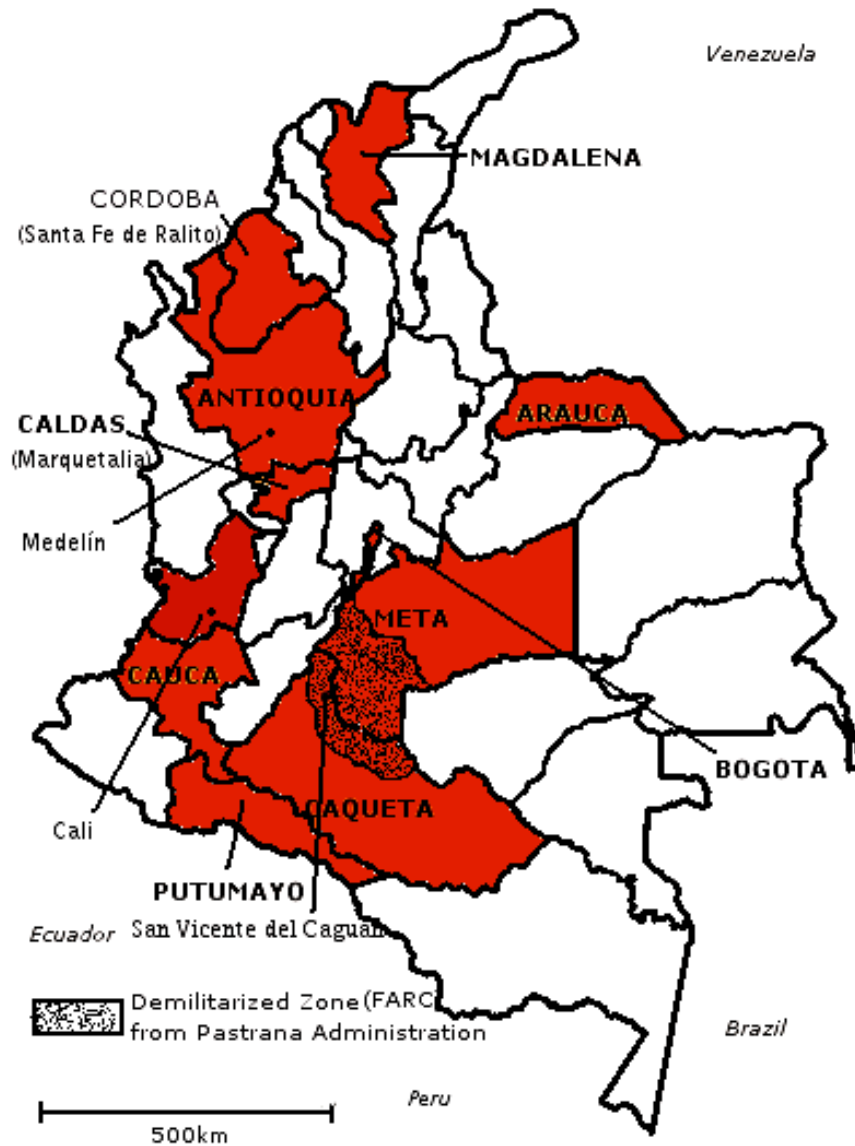 Venezuela
MAGDALENA
CORDOBA
(Santa Fe de Ralito)
ANTIOQUIA
ARAUCA
CALDAS
(Marquetalia)
Medelín
META
CAUCA
BOGOTA
CAQUETA
Cali
PUTUMAYO
San Vicente del Caguan
Ecuador
Demilitarized Zone (FARC
from Pastrana Administration
Brazil
Peru
500km